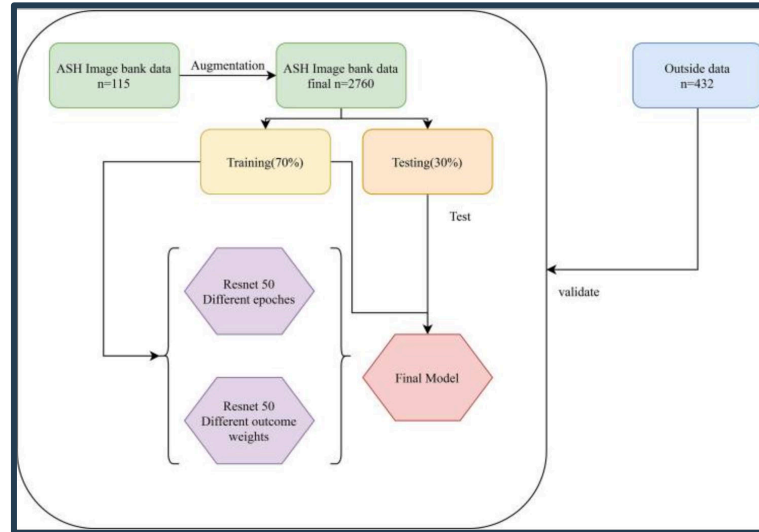 ASH Image bank data
n=115
Augmentation
ASH Image bank data
final n=2760
Outside data
n=432
Training(70%)
Testing(30%)
Test
validate
Resnet 50
Different epoches
Final Model
Resnet 50
Different outcome
weights